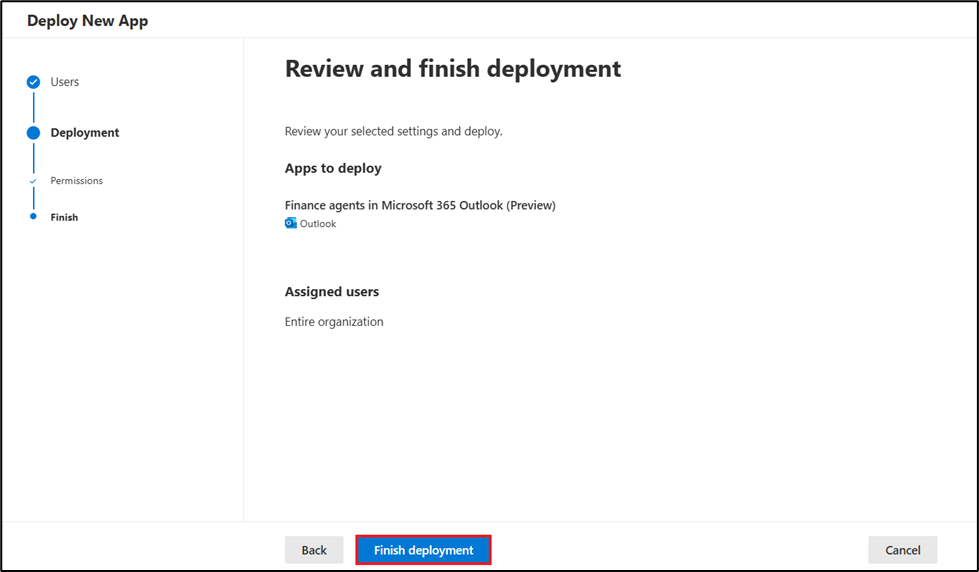 Deploy New App
Users
Deployment
Permissions
Finish
Review and finish deployment
Review your selected settings and deploy.
Apps to deploy
Finance agents in Microsoft 365 Outlook (Preview)
Outlook
Assigned users
Entire organization
Back
Finish deployment
Cancel